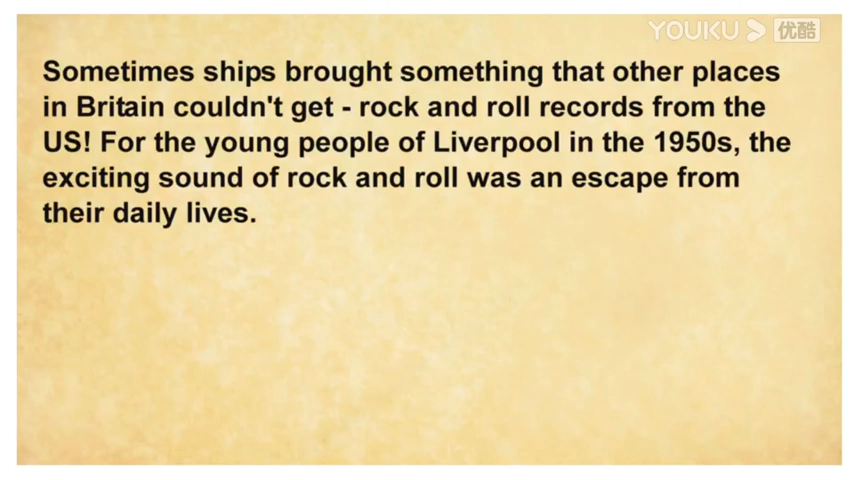 YOUKU 优酷
Sometimes ships brought something that other places
in Britain couldn't get - rock and roll records from the
US! For the young people of Liverpool in the 1950s, the
exciting sound of rock and roll was an escape from
their daily lives.